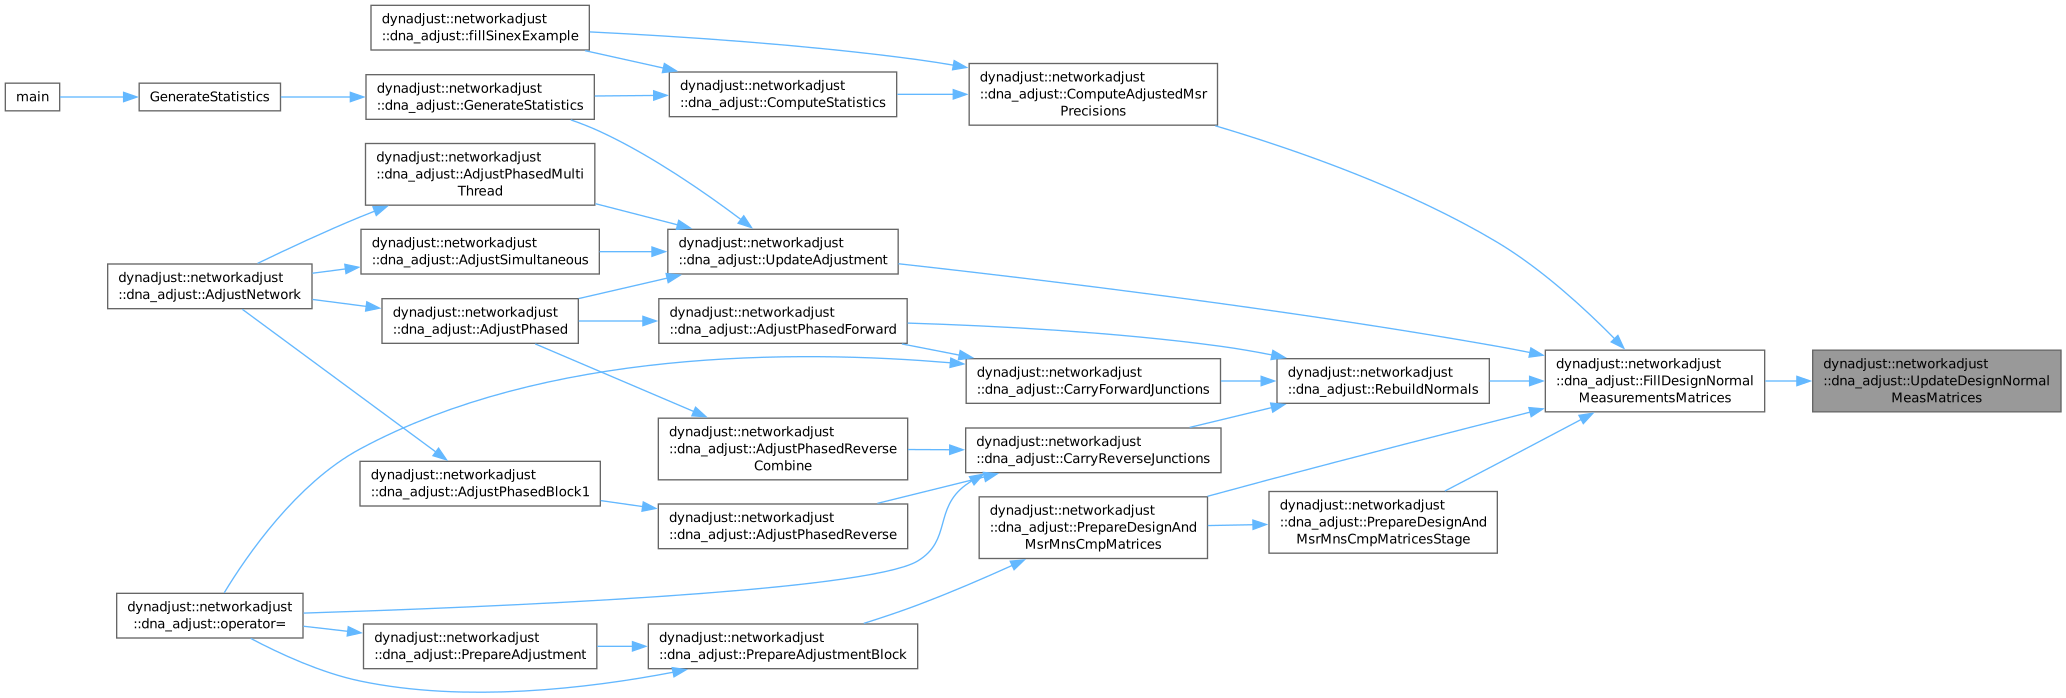 dynadjust::networkadjust
::dna_adjust::fillSinexExample
main
GenerateStatistics
dynadjust::networkadjust
::dna_adjust::GenerateStatistics
dynadjust::networkadjust
::dna_adjust::ComputeStatistics
dynadjust::networkadjust
::dna_adjust::ComputeAdjustedMsr
Precisions
dynadjust::networkadjust
::dna_adjust::AdjustPhasedMulti
Thread
dynadjust::networkadjust
::dna_adjust::AdjustSimultaneous
dynadjust::networkadjust
::dna_adjust::UpdateAdjustment
dynadjust::networkadjust
::dna_adjust::AdjustNetwork
dynadjust::networkadjust
::dna_adjust::AdjustPhased
dynadjust::networkadjust
::dna_adjust::AdjustPhasedForward
dynadjust::networkadjust
::dna_adjust::CarryForwardJunctions
dynadjust::networkadjust
::dna_adjust::RebuildNormals
dynadjust::networkadjust
::dna_adjust::FillDesignNormal
MeasurementsMatrices
dynadjust::networkadjust
::dna_adjust::UpdateDesignNormal
MeasMatrices
dynadjust::networkadjust
::dna_adjust::AdjustPhasedReverse
Combine
dynadjust::networkadjust
::dna_adjust::CarryReverseJunctions
dynadjust::networkadjust
::dna_adjust::AdjustPhasedBlock1
dynadjust::networkadjust
::dna_adjust::AdjustPhasedReverse
dynadjust::networkadjust
::dna_adjust::PrepareDesignAnd
MsrMnsCmpMatrices
dynadjust::networkadjust
::dna_adjust::PrepareDesignAnd
MsrMnsCmpMatricesStage
dynadjust::networkadjust
::dna_adjust::operator=
dynadjust::networkadjust
::dna_adjust::PrepareAdjustment
dynadjust::networkadjust
::dna_adjust::PrepareAdjustmentBlock